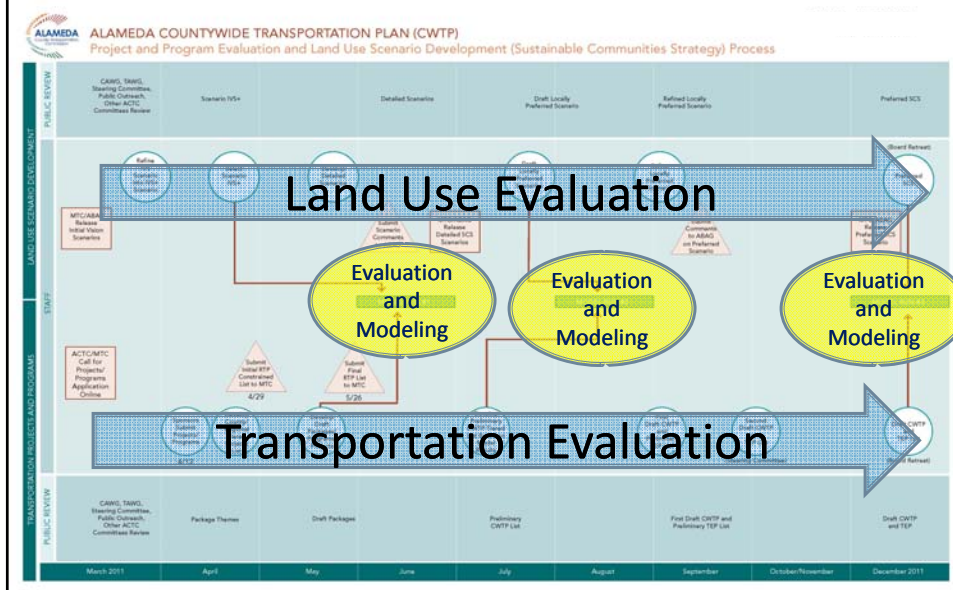 ALAMEDA
ALAMEDA COUNTYWIDE TRANSPORTATION PLAN (CWTP)
Project and Program Evaluation and Land Use Scenario Development (Sustainable Communities Strategy) Process
PUBLIC REVIEW
CAWG, TAWG,
Steering Committee,
Public Outreach,
Other ACTC
Committees Review
Scenario IVS+
Detailed Scenarios
Draft Locally
Preferred Scenario
Refined Locally
Preferred Scenario
Preferred SCS
(Board Retreat)
LAND USE SCENARIO DEVELOPMENT
Refine
Scenario
Land Use Evaluation
Preferred
SCS
MTC/ABAG
Release
Initial Vision
Scenarios
Submit
Scenario
Comments
Release
Detailed SCS
Scenarios
Comments
to ABAG
on Preferred
Scenario
Scenario
STAFF
Evaluation
and
Modeling
Evaluation
and
Modeling
Evaluation
and
Modeling
TRANSPORTATION PROJECTS AND PROGRAMS
ACTC/MTC
Call for
Projects/
Programs
Application
Online
Submit
Initial RTP
Constrained
List to MTC
4/29
Submit
Final
RTP List
to MTC
5/26
Transportation Evaluation
(Board Retreat)
PUBLIC REVIEW
CAWG, TAWG,
Steering Committee,
Public Outreach,
Other ACTC
Committees Review
Package Themes
Draft Packages
Preliminary
CWTP List
First Draft CWTP and
Preliminary TEP List
Draft CWTP
and TEP
March 2011
April
May
June
July
August
September
October/November
December 2011